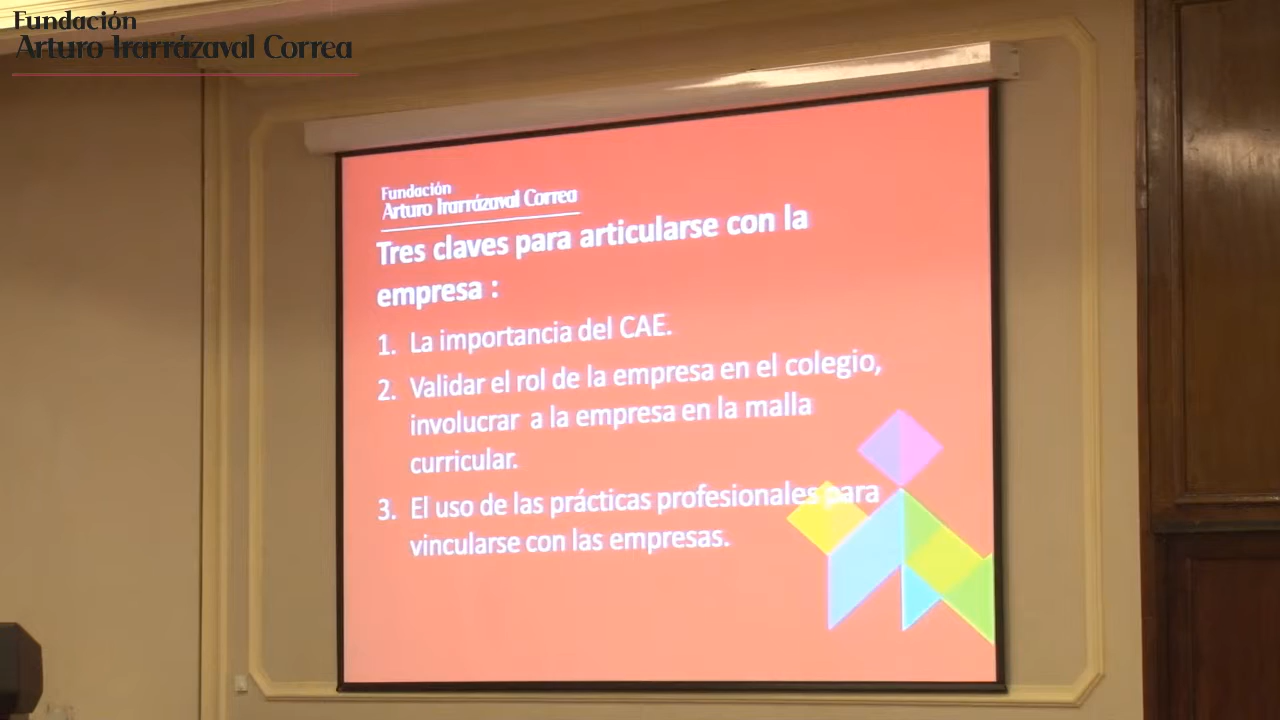 Fundación
Arturo Irarrázaval Correa
Fundación
Arturo Irarrázaval Correa
Tres claves para articularse con la
empresa :
1. La importancia del CAE.
2. Validar el rol de la empresa en el colegio,
involucrar a la empresa en la malla
curricular.
3. El uso de las prácticas profesionales para
vincularse con las empresas.